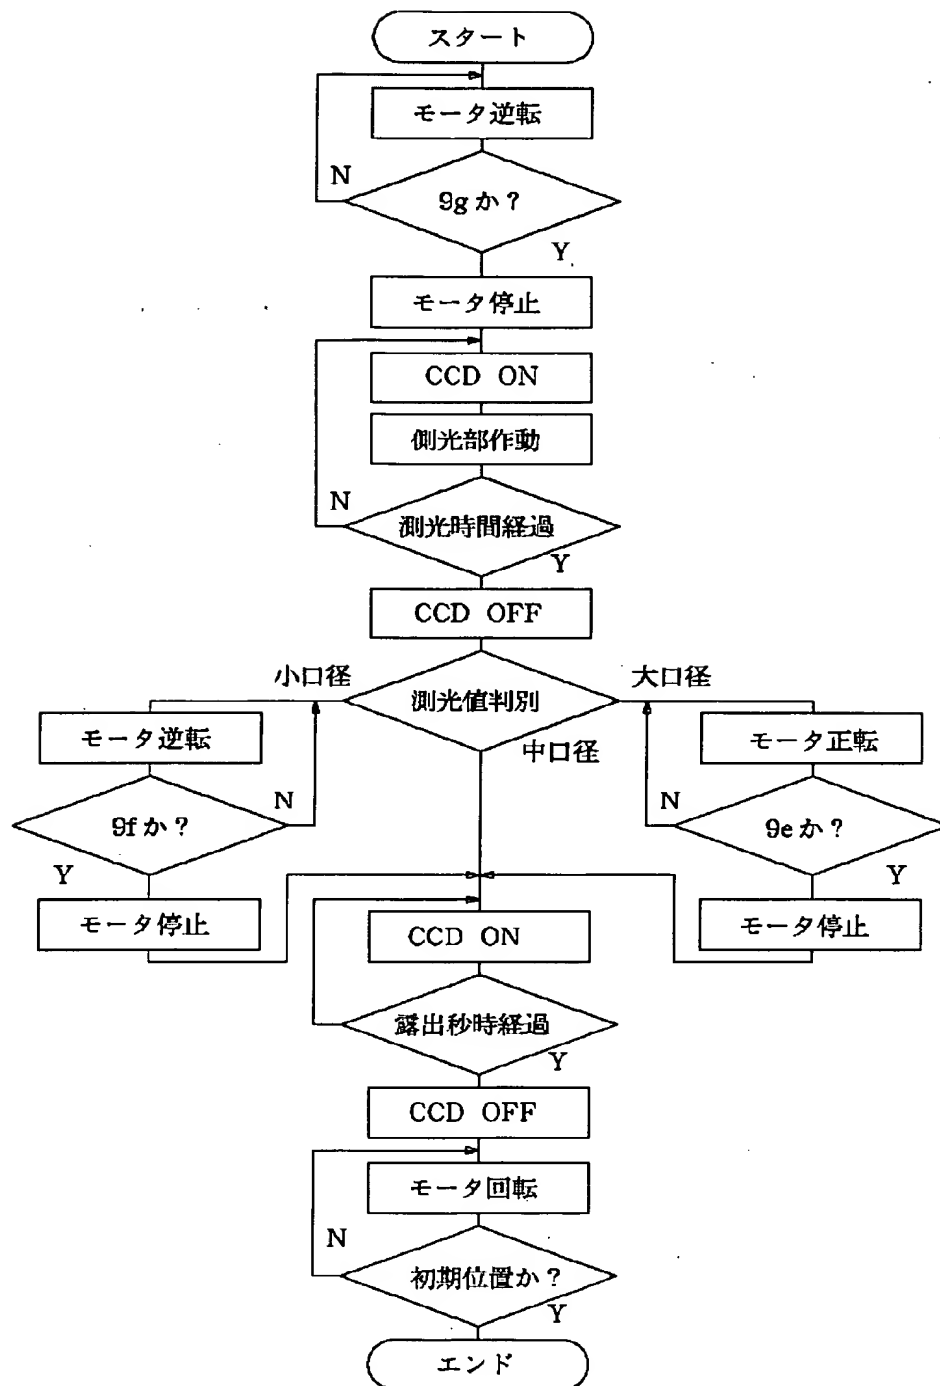 スタート
モータ逆転
N
9g か？
Y
モータ停止
CCD ON
側光部作動
N
測光時間経過
Y
CCD OFF
小口径
測光値判別
大口径
中口径
モータ逆転
モータ正転
N
9f か？
Y
N
9e か？
Y
モータ停止
モータ停止
CCD ON
露出秒時経過
Y
CCD OFF
モータ回転
N
初期位置か？
Y
エンド